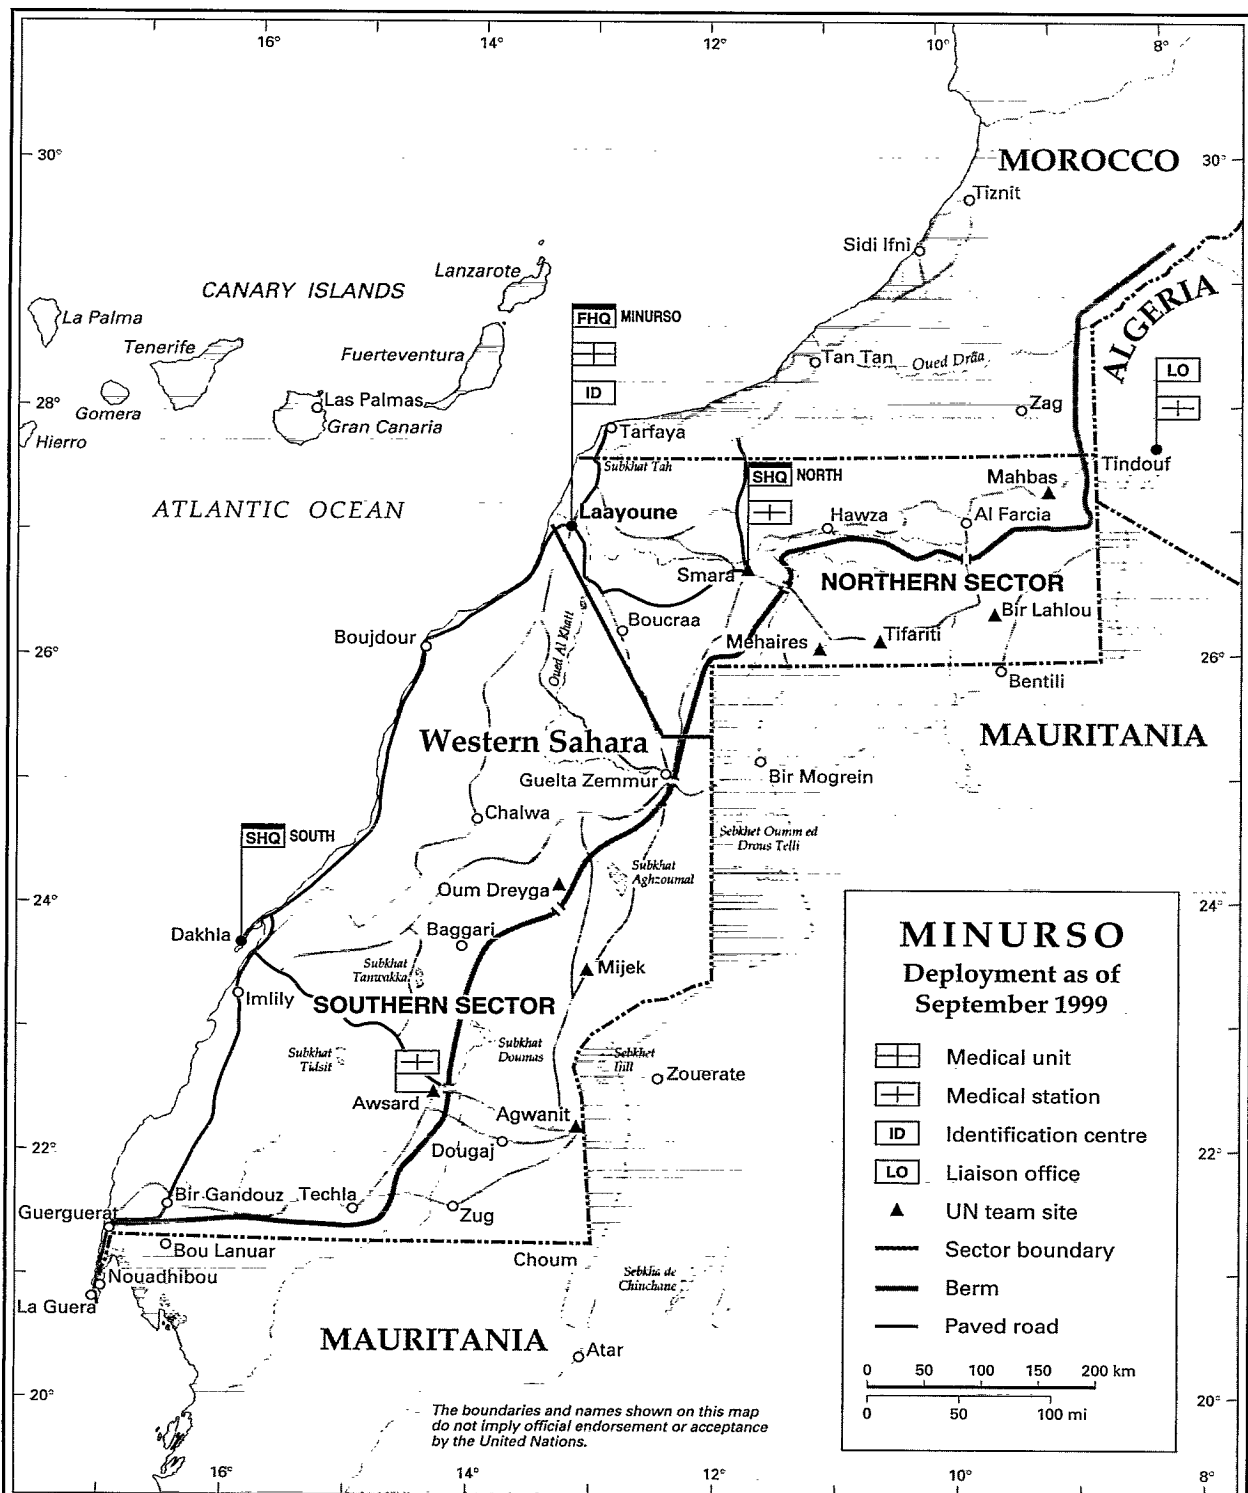 16°
14°
12°
10°
8°
30°
MOROCCO
30°
Tiznit
Sidi Ifni
Lanzarote
CANARY ISLANDS
La Palma
FHQ MINURSO
ALGERIA
Tenerife
Fuerteventura
Tan Tan
Oued Drâa
LO
ID
28°
Gomera
Las Palmas
Zag
Gran Canaria
Hierro
Tarfaya
Subkhat Tah
Tindouf
SHQ NORTH
Mahbas
ATLANTIC OCEAN
Laayoune
Hawza
Al Farcia
Smara
NORTHERN SECTOR
Bir Lahlou
Boucraa
Boujdour
Oued Al Khatt
Mehaires
Tifariti
26°
26°
Bentili
Western Sahara
MAURITANIA
Guelta Zemmur
Bir Mogrein
Chalwa
SHQ SOUTH
Sebkhet Oumm ed
Drous Telli
Subkhat
Aghzoumal
Oum Dreyga
24°
24°
Dakhla
Baggari
Subkhat
Tanwakka
Mijek
Imlily
SOUTHERN SECTOR
Subkhat
Tidsit
Subkhat
Doumas
Sebkhet
Ijill
Zouerate
Awsard
Agwanit
Dougaj
22°
22°
Bir Gandouz
Techla
Zug
Guerguerat
Bou Lanuar
Choum
Nouadhibou
La Guera
Sebkha de
Chinchane
MAURITANIA
Atar
20°
20°
The boundaries and names shown on this map
do not imply official endorsement or acceptance
by the United Nations.
MINURSO
Deployment as of
September 1999
Medical unit
Medical station
ID Identification centre
LO Liaison office
UN team site
Sector boundary
Berm
Paved road
0 50 100 150 200 km
0 50 100 mi
16°
14°
12°
10°
8°